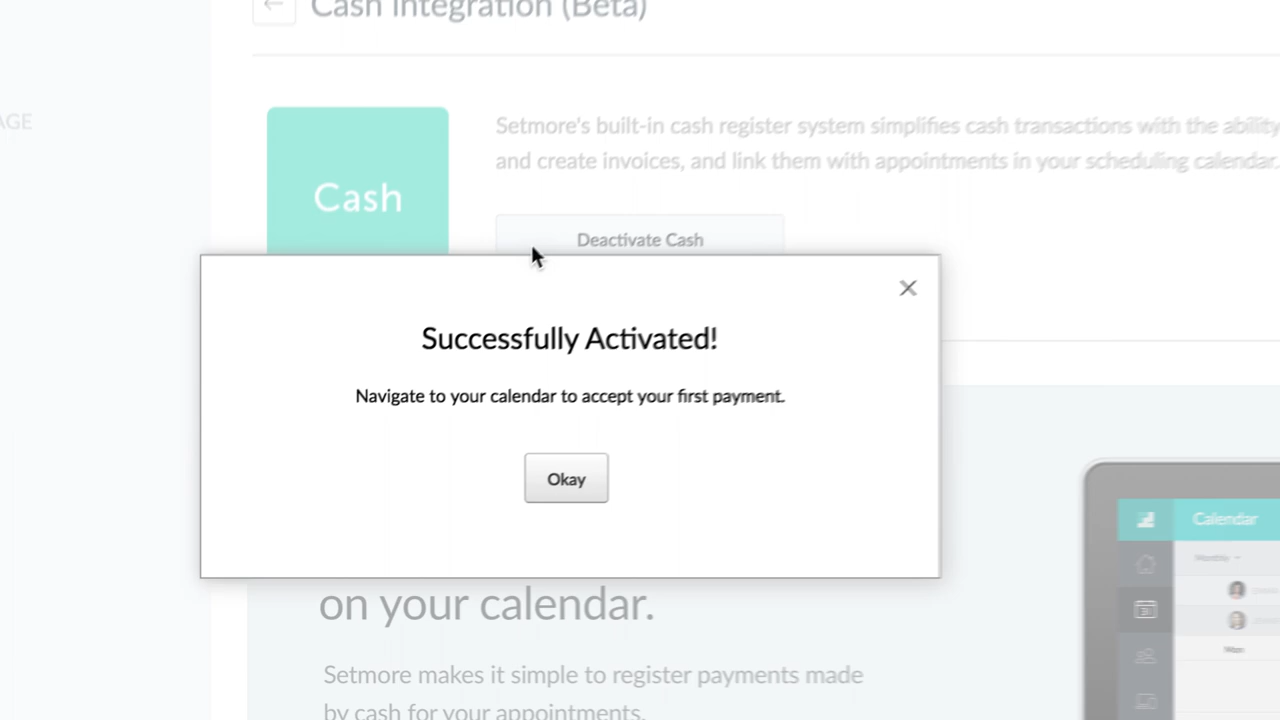 Cash Integration (Beta)
AGE
Setmore's built-in cash register system simplifies cash transactions with the ability
and create invoices, and link them with appointments in your scheduling calendar.
Cash
Deactivate Cash
Successfully Activated!
Navigate to your calendar to accept your first payment.
Okay
Calendar
Monthly
on your calendar.
Mon
Setmore makes it simple to register payments made
by cash for your appointments.